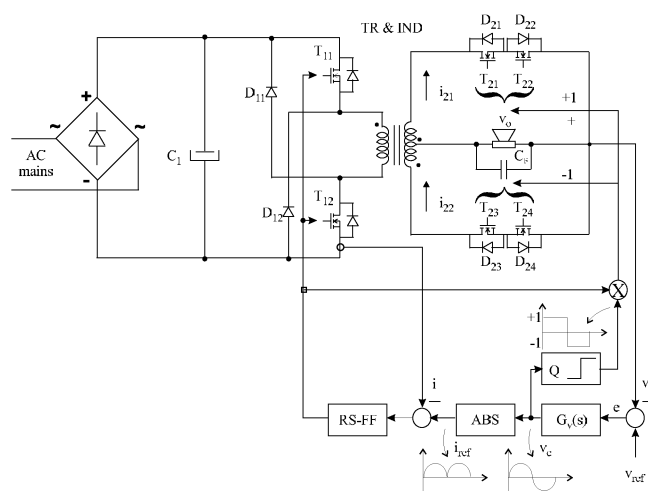 TR & IND
D21 D22
T11
T21 T22
D11
i21
+1
vo
+
+
~ ~
AC
mains
C1
CF
-1
-
T12
D12
i22
T23 T24
D23 D24
X
+1
-1
Q
i
v
RS-FF
ABS
Gv(s)
e
iref
vc
vref